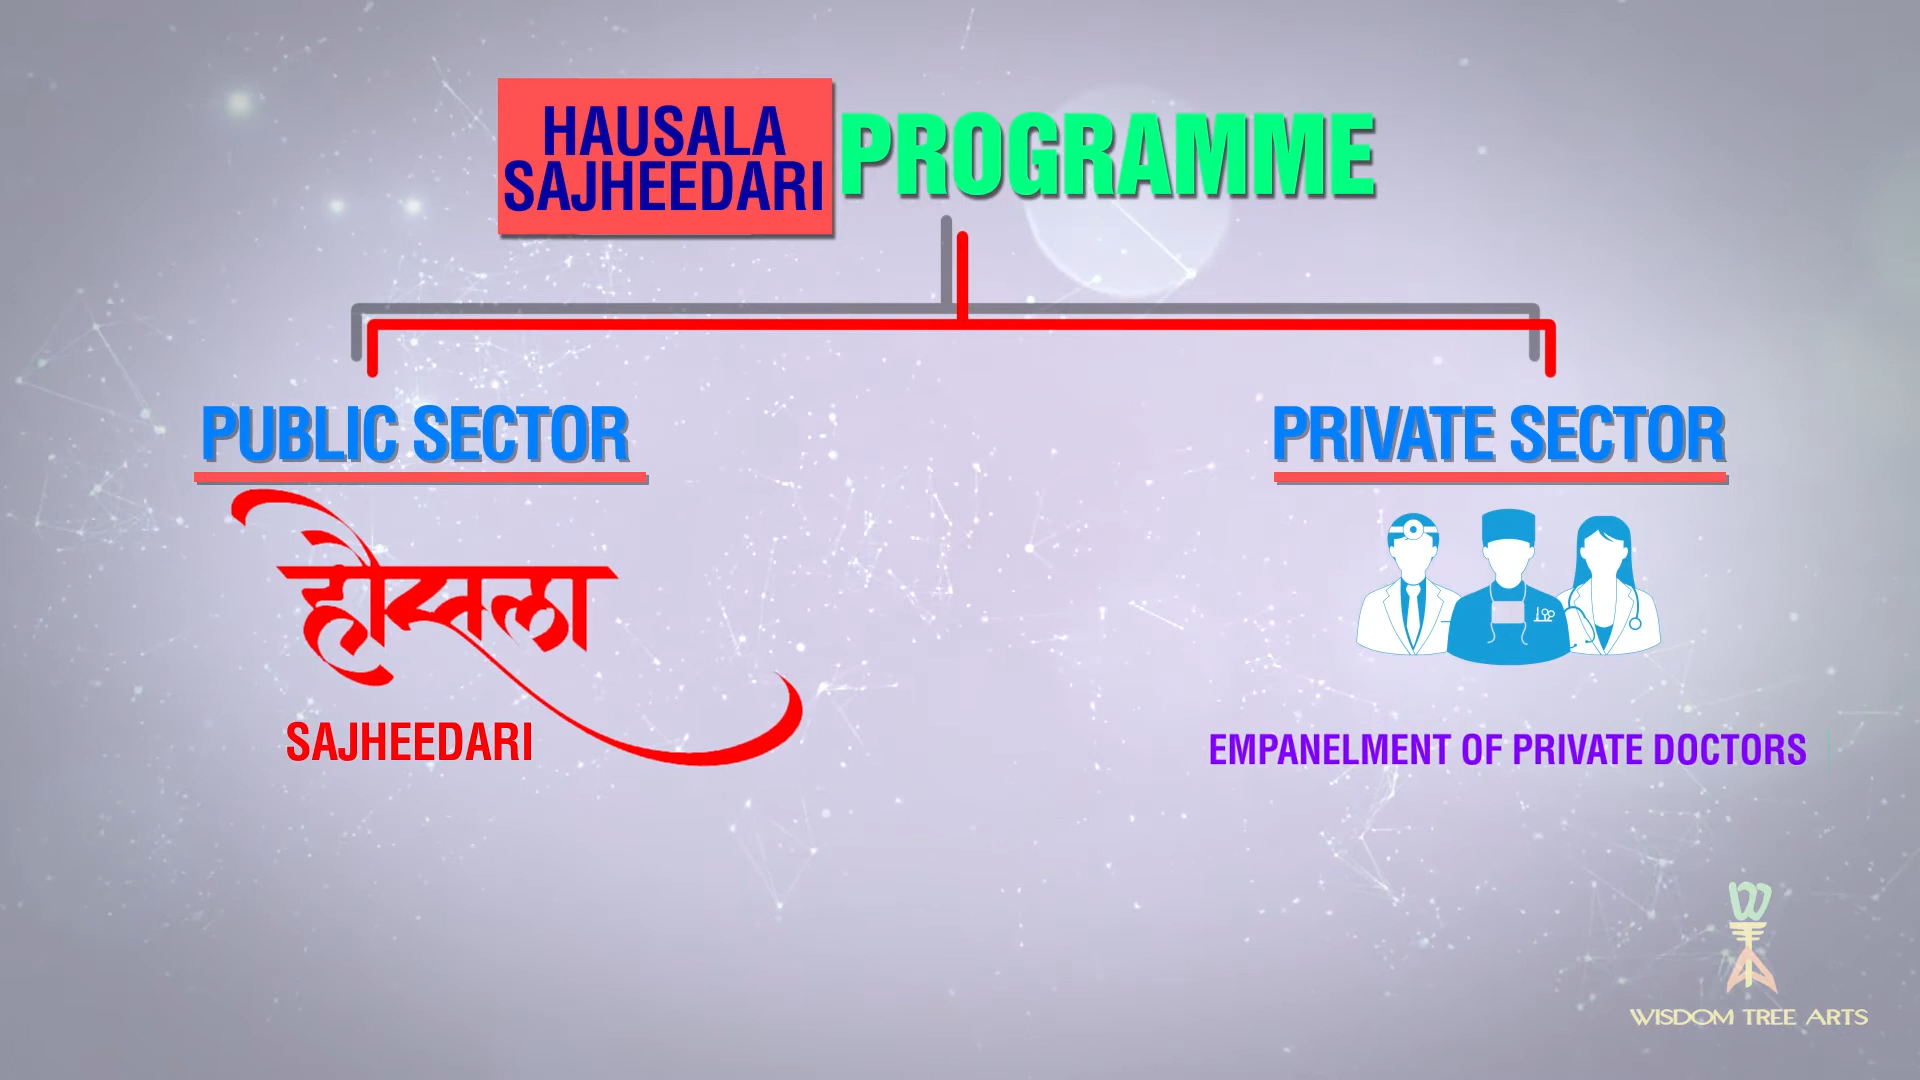 HAUSALA
SAJHEEDARI
PROGRAMME
PUBLIC SECTOR
PRIVATE SECTOR
हौसला
SAJHEEDARI
EMPANELMENT OF PRIVATE DOCTORS
WISDOM TREE ARTS